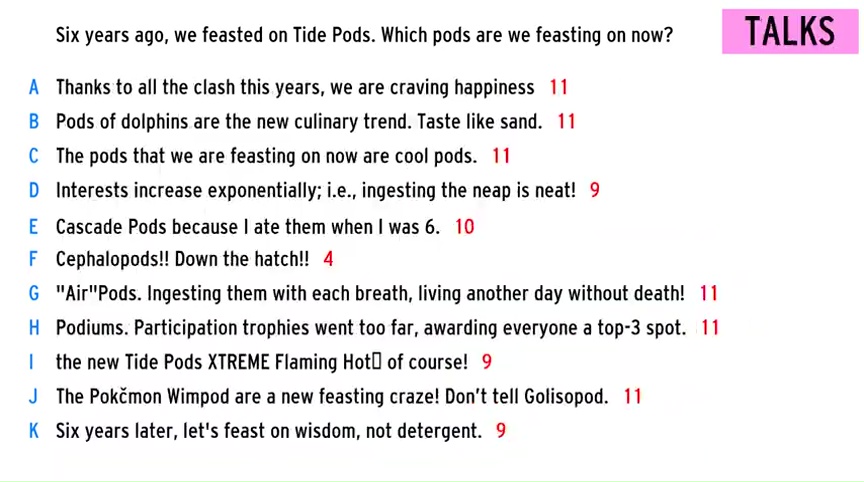 Six years ago, we feasted on Tide Pods. Which pods are we feasting on now?
TALKS
A Thanks to all the clash this years, we are craving happiness 11
B Pods of dolphins are the new culinary trend. Taste like sand. 11
C The pods that we are feasting on now are cool pods. 11
D Interests increase exponentially; i.e., ingesting the neap is neat! 9
E Cascade Pods because I ate them when I was 6. 10
F Cephalopods!! Down the hatch!! 4
G "Air"Pods. Ingesting them with each breath, living another day without death! 11
H Podiums. Participation trophies went too far, awarding everyone a top-3 spot. 11
I the new Tide Pods XTREME Flaming Hot▯ of course! 9
J The Pokčmon Wimpod are a new feasting craze! Don't tell Golisopod. 11
K Six years later, let's feast on wisdom, not detergent. 9